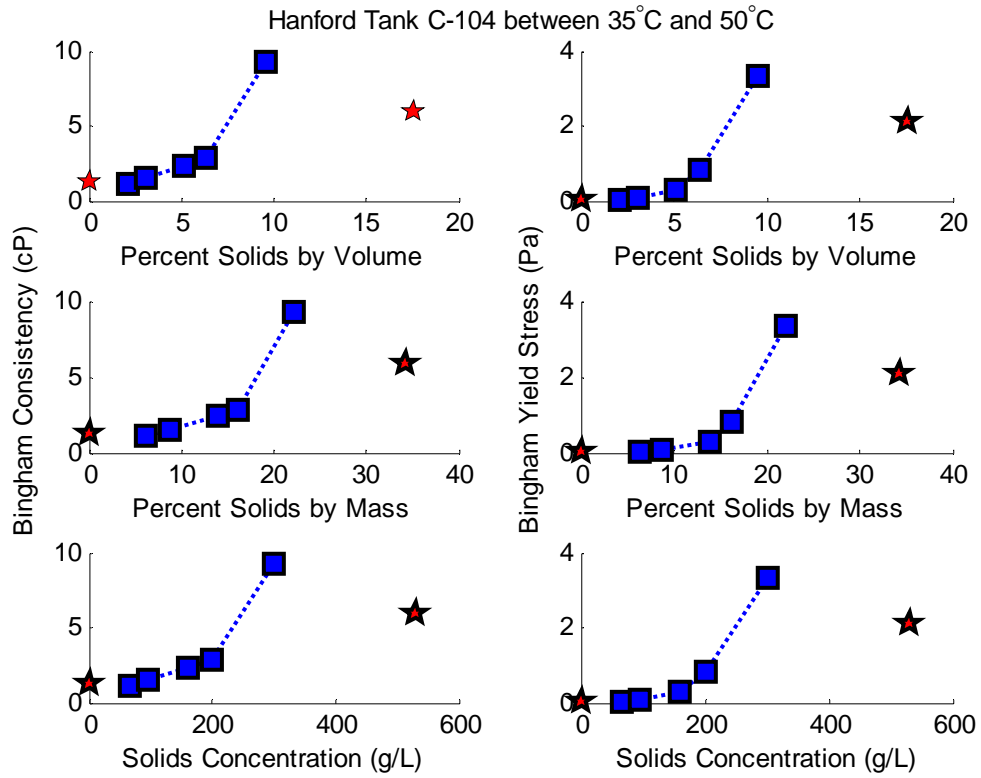 Hanford Tank C-104 between 35°C and 50°C
10
5
0
0 5 10 15 20
Percent Solids by Volume
4
2
0
0 5 10 15 20
Percent Solids by Volume
Bingham Consistency (cP)
10
5
0
0 10 20 30 40
Percent Solids by Mass
Bingham Yield Stress (Pa)
4
2
0
0 10 20 30 40
Percent Solids by Mass
10
5
0
0 200 400 600
Solids Concentration (g/L)
4
2
0
0 200 400 600
Solids Concentration (g/L)